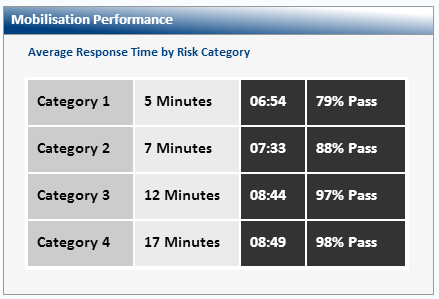 Mobilisation Performance
Average Response Time by Risk Category
Category 1 5 Minutes 06:54 79% Pass
Category 2 7 Minutes 07:33 88% Pass
Category 3 12 Minutes 08:44 97% Pass
Category 4 17 Minutes 08:49 98% Pass